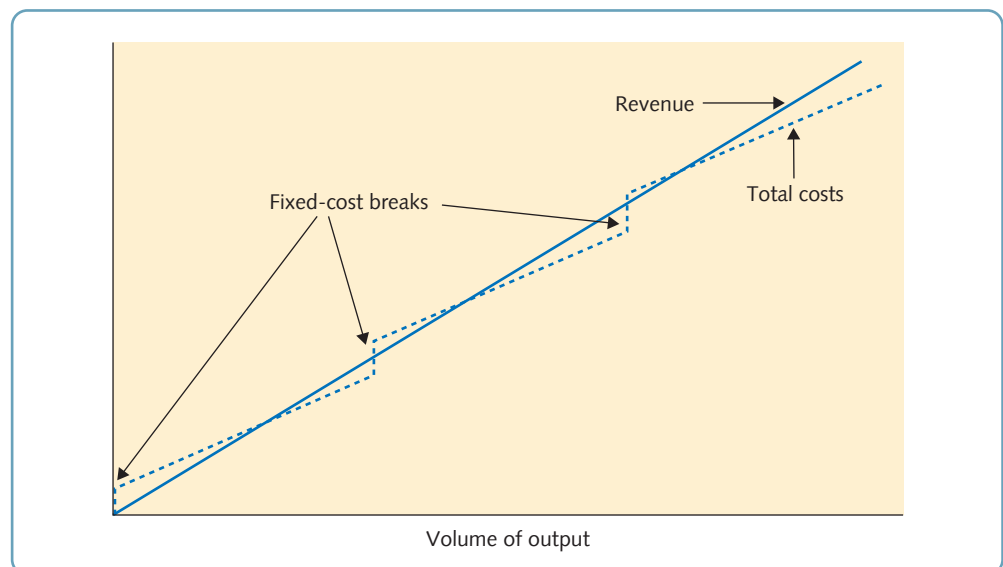 Revenue
Total costs
Fixed-cost breaks
Volume of output